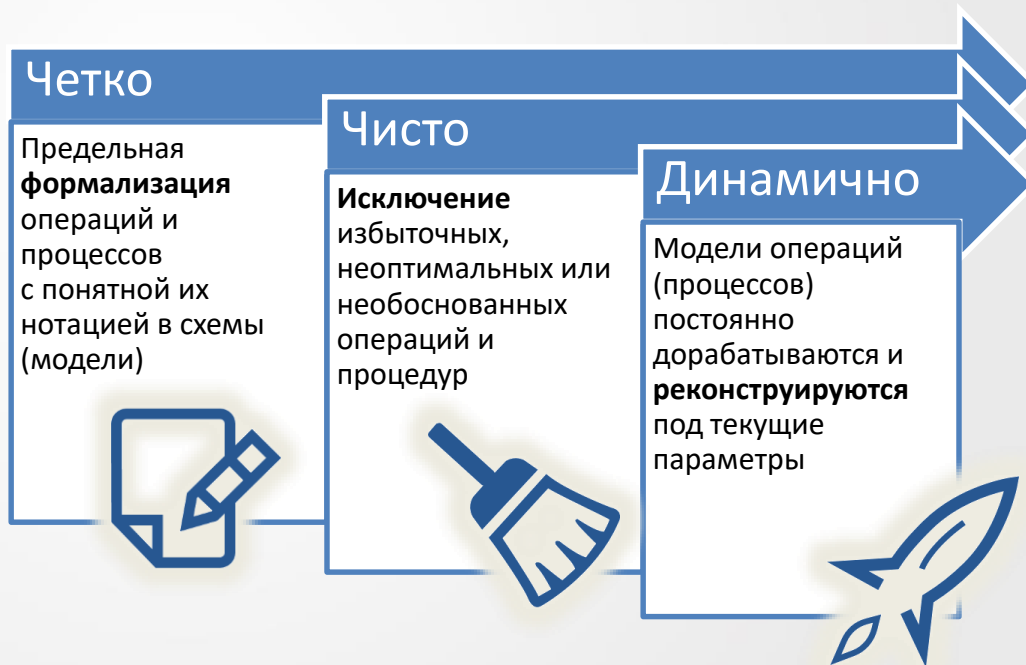 Четко
Предельная
формализация
операций и
процессов
с понятной их
нотацией в схемы
(модели)
Чисто
Исключение
избыточных,
неоптимальных или
необоснованных
операций и
процедур
Динамично
Модели операций
(процессов)
постоянно
дорабатываются и
реконструируются
под текущие
параметры